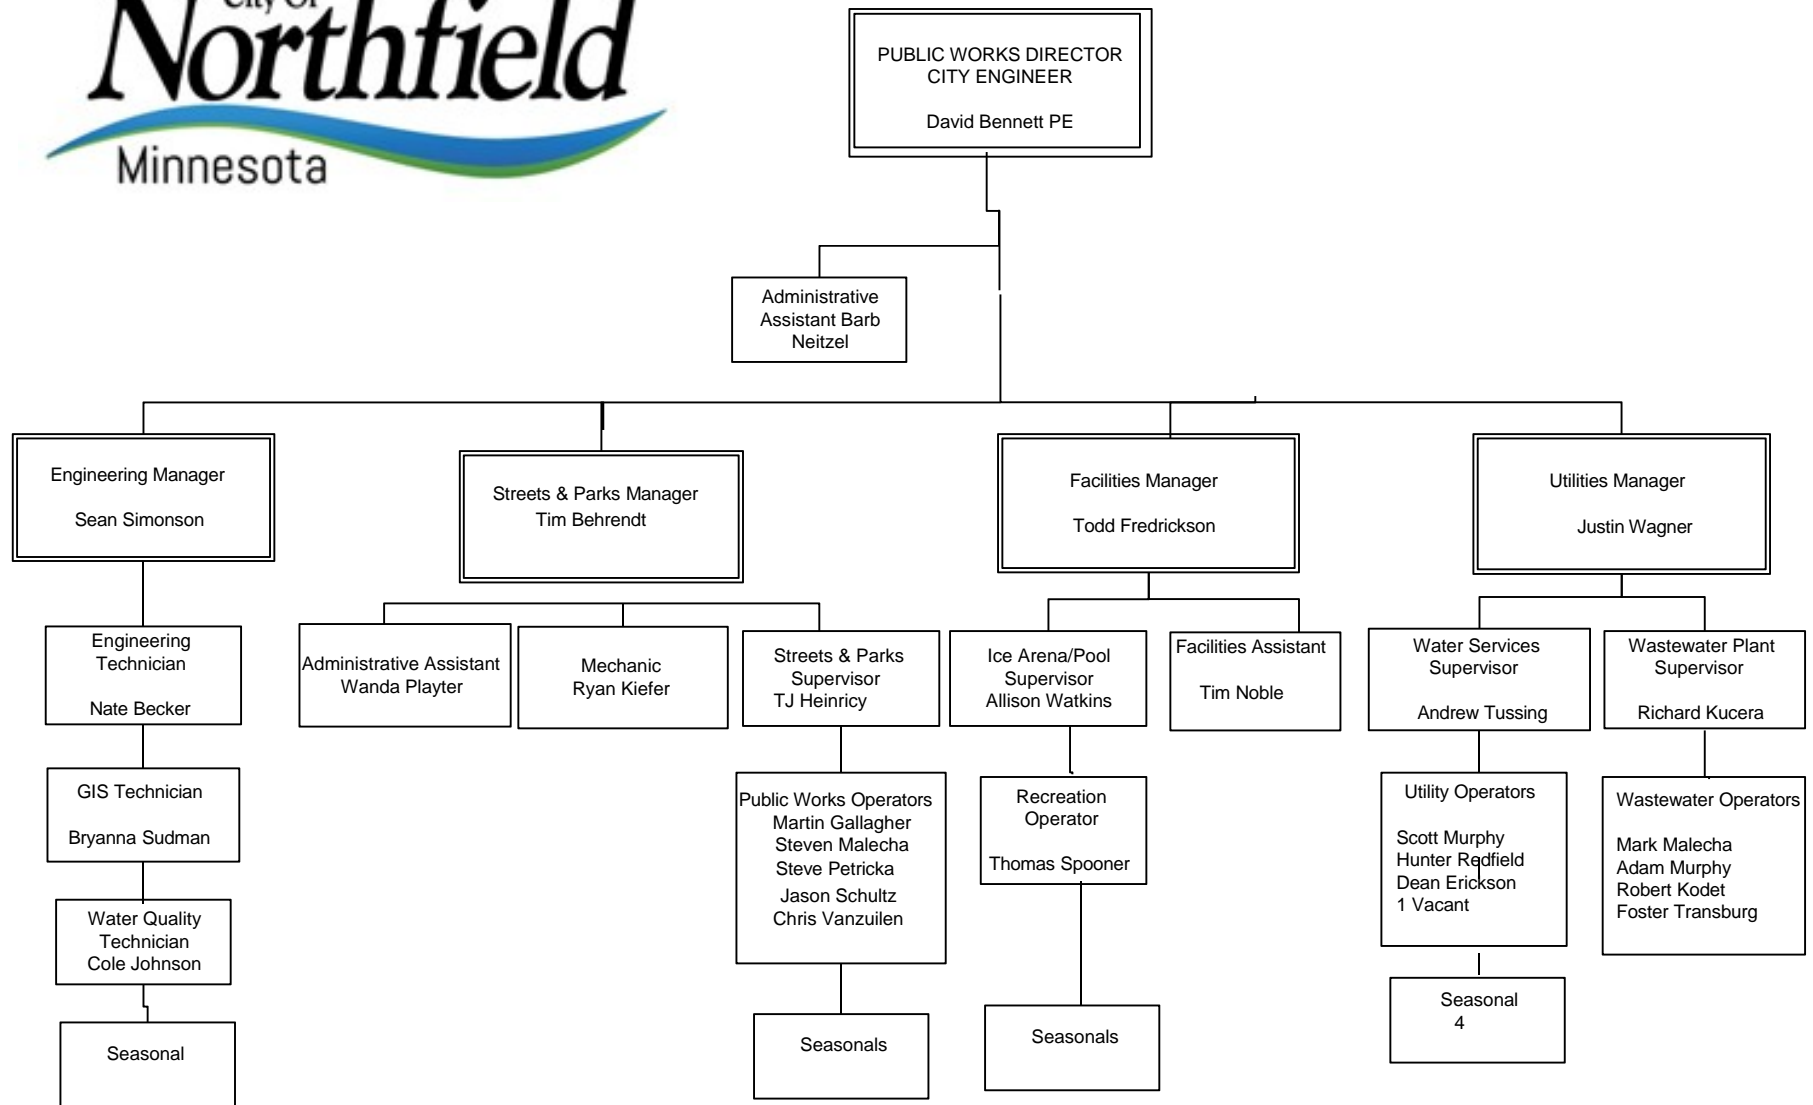 City Of
Northfield
Minnesota
PUBLIC WORKS DIRECTOR
CITY ENGINEER
David Bennett PE
Administrative
Assistant Barb
Neitzel
Engineering Manager
Sean Simonson
Streets & Parks Manager
Tim Behrendt
Facilities Manager
Todd Fredrickson
Utilities Manager
Justin Wagner
Engineering
Technician
Nate Becker
Administrative Assistant
Wanda Playter
Mechanic
Ryan Kiefer
Streets & Parks
Supervisor
TJ Heinricy
Ice Arena/Pool
Supervisor
Allison Watkins
Facilities Assistant
Tim Noble
Water Services
Supervisor
Andrew Tussing
Wastewater Plant
Supervisor
Richard Kucera
GIS Technician
Bryanna Sudman
Public Works Operators
Martin Gallagher
Steven Malecha
Steve Petricka
Jason Schultz
Chris Vanzuilen
Recreation
Operator
Thomas Spooner
Utility Operators
Scott Murphy
Hunter Redfield
Dean Erickson
1 Vacant
Wastewater Operators
Mark Malecha
Adam Murphy
Robert Kodet
Foster Transburg
Water Quality
Technician
Cole Johnson
Seasonal
Seasonals
Seasonals
Seasonal
4